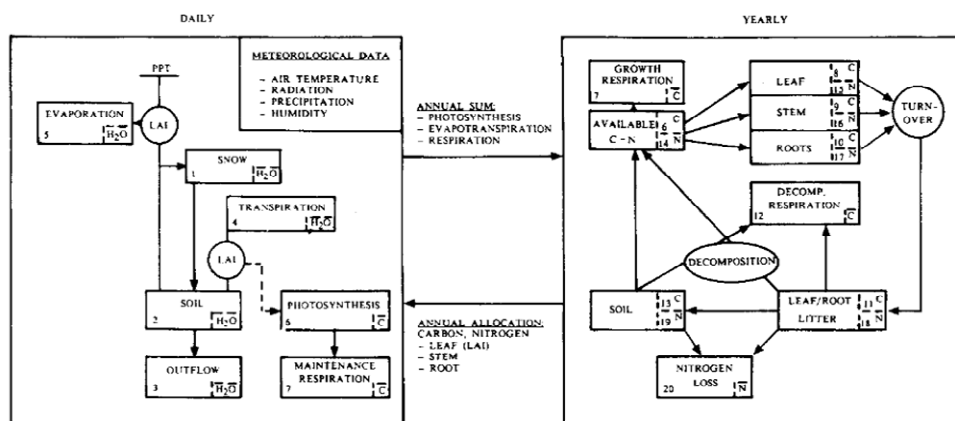 DAILY
YEARLY
METEOROLOGICAL DATA
- AIR TEMPERATURE
- RADIATION
- PRECIPITATION
- HUMIDITY
PPT
LAI
EVAPORATION
5
H2O
SNOW
1
H2O
TRANSPIRATION
4
H2O
LAI
SOIL
2
H2O
PHOTOSYNTHESIS
6
C
OUTFLOW
3
H2O
MAINTENANCE
RESPIRATION
7
C
ANNUAL SUM:
- PHOTOSYNTHESIS
- EVAPOTRANSPIRATION
- RESPIRATION
ANNUAL ALLOCATION:
CARBON, NITROGEN
- LEAF (LAI)
- STEM
- ROOT
GROWTH
RESPIRATION
7
C
AVAILABLE
C - N
6 C
14 N
LEAF
8 C
15 N
STEM
9 C
16 N
ROOTS
10 C
17 N
TURN-
OVER
DECOMP.
RESPIRATION
12
C
DECOMPOSITION
SOIL
13 C
19 N
LEAF/ROOT
LITTER
11 C
18 N
NITROGEN
LOSS
20
N